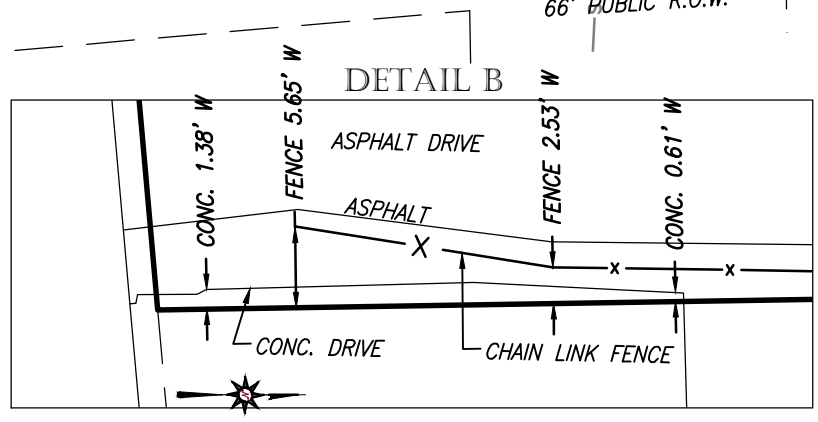 66' PUBLIC R.O.W.
DETAIL B
CONC. 1.38' W
FENCE 5.65' W
FENCE 2.53' W
CONC. 0.61' W
ASPHALT DRIVE
ASPHALT
X
X
X
CONC. DRIVE
CHAIN LINK FENCE
N